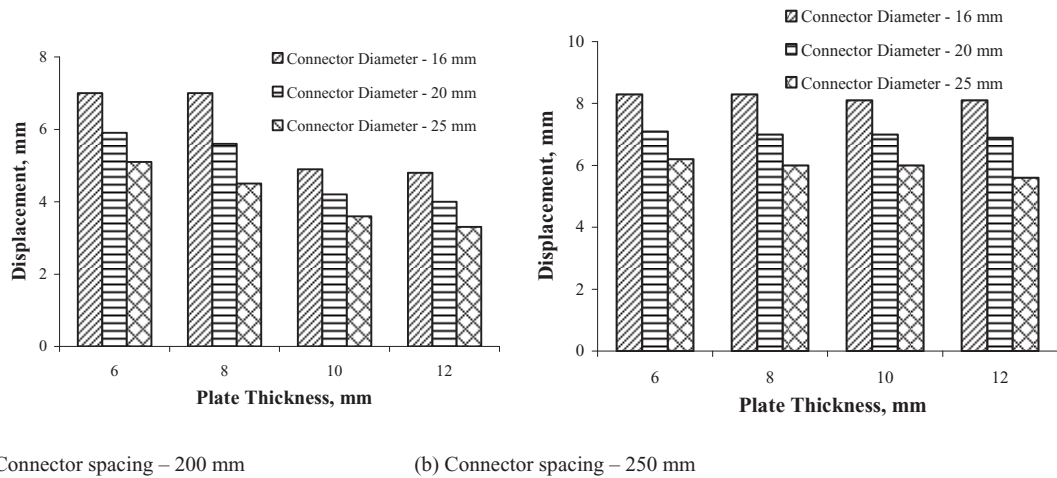 Connector Diameter - 16 mm
Connector Diameter - 20 mm
Connector Diameter - 25 mm
8
6
4
2
0
Displacement, mm
6 8 10 12
Plate Thickness, mm
Connector Diameter - 16 mm
Connector Diameter - 20 mm
Connector Diameter - 25 mm
10
8
6
4
2
0
Displacement, mm
6 8 10 12
Plate Thickness, mm
Connector spacing – 200 mm
(b) Connector spacing – 250 mm